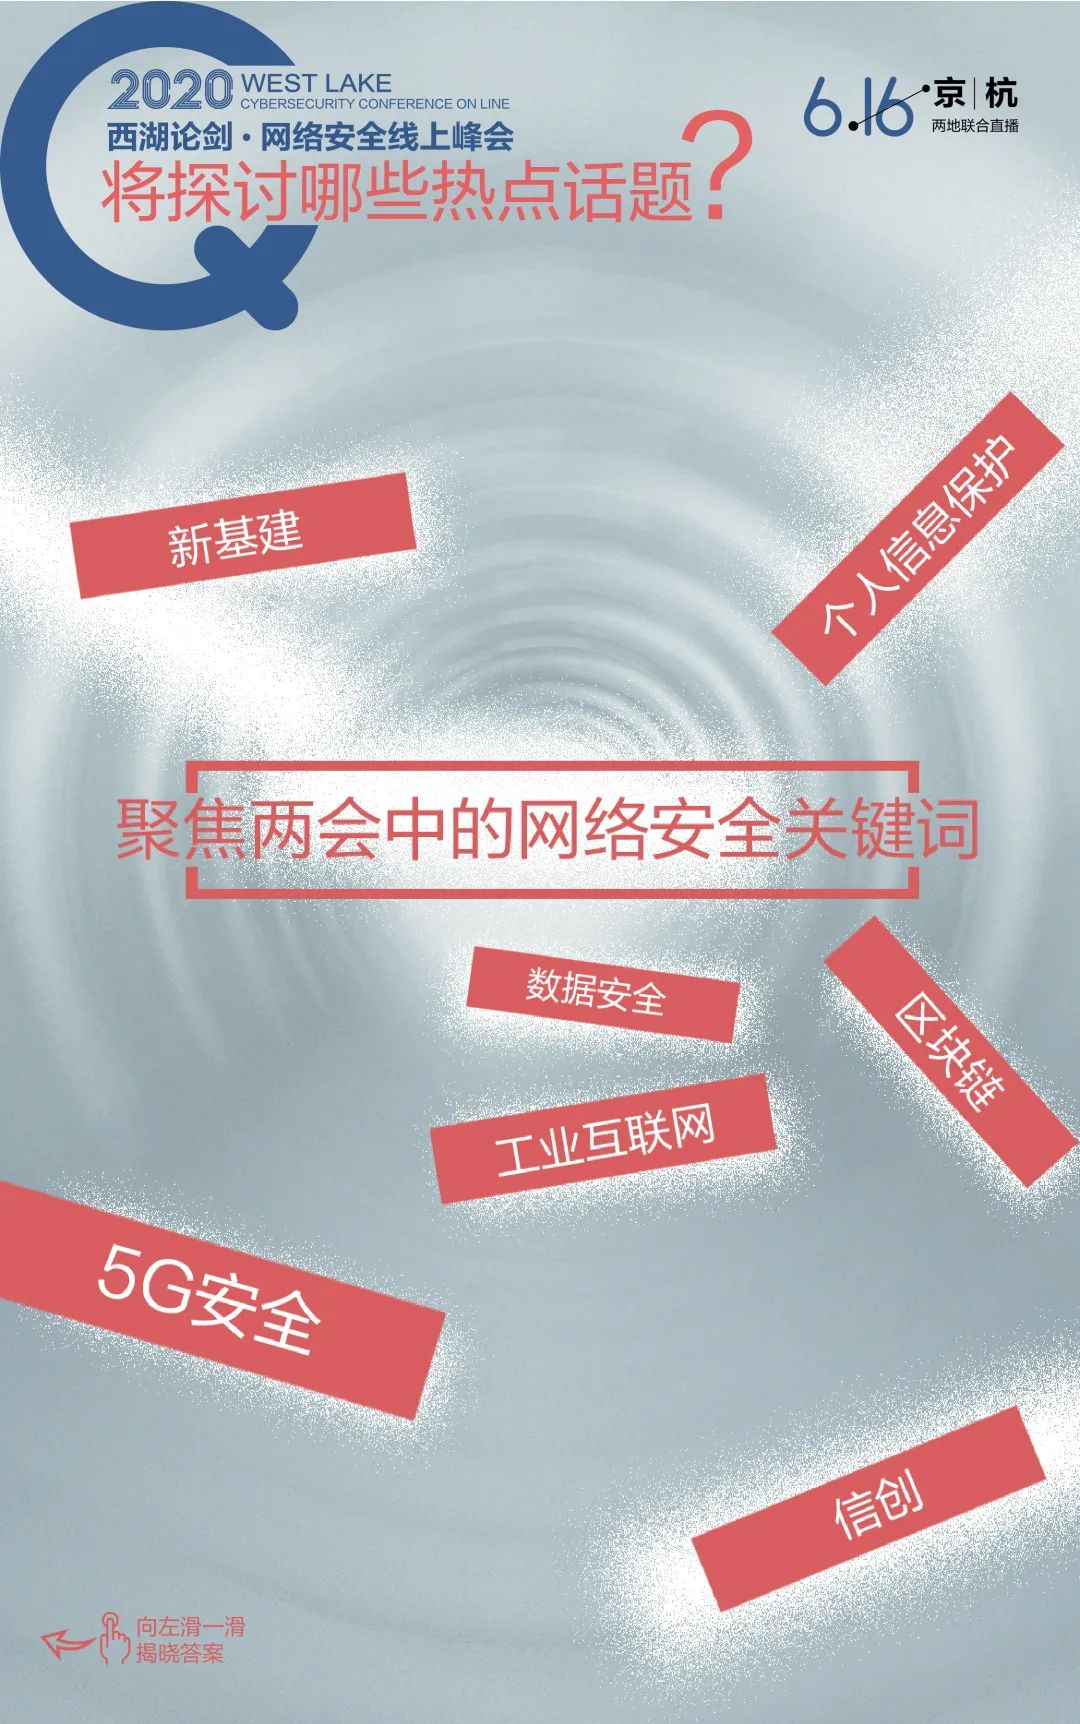 2020 WEST LAKE
CYBERSECURITY CONFERENCE ON LINE
西湖论剑·网络安全线上峰会
将探讨哪些热点话题?
6.16 京|杭
两地联合直播
新基建
个人信息保护
聚焦两会中的网络安全关键词
数据安全
区块链
工业互联网
5G安全
信创
向左滑一滑
揭晓答案